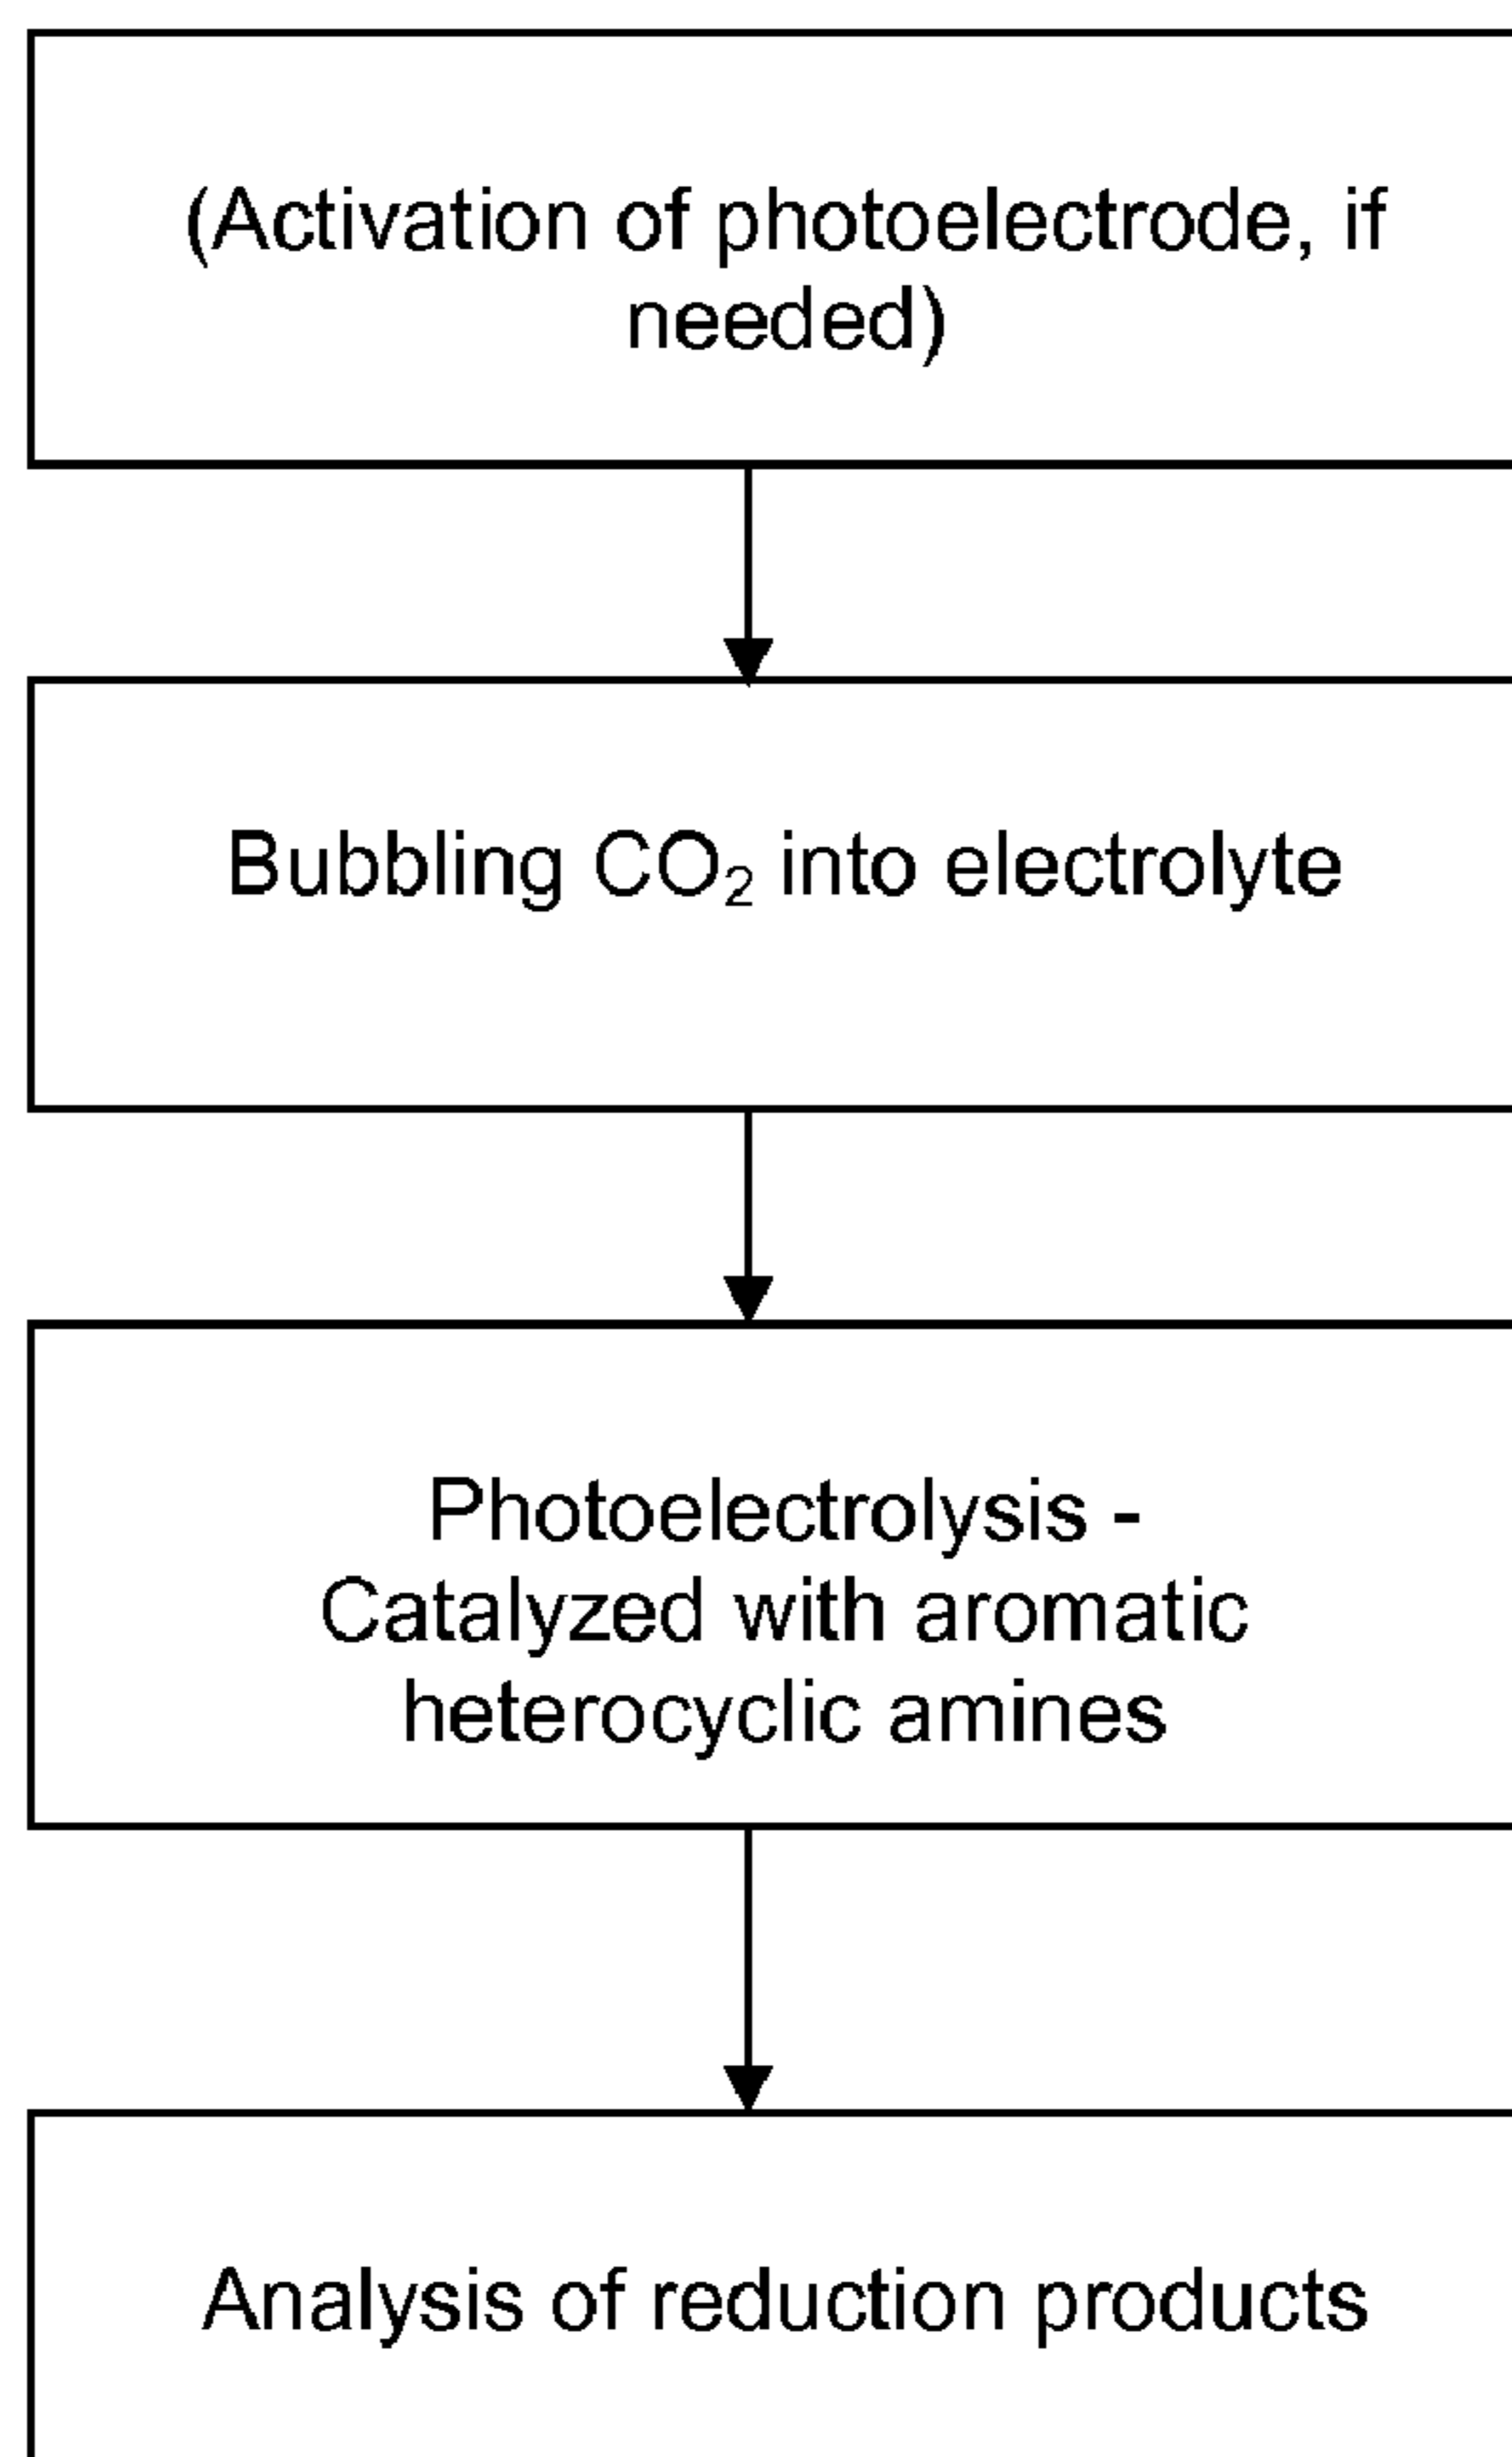 (Activation of photoelectrode, if
needed)
Bubbling CO₂ into electrolyte
Photoelectrolysis -
Catalyzed with aromatic
heterocyclic amines
Analysis of reduction products